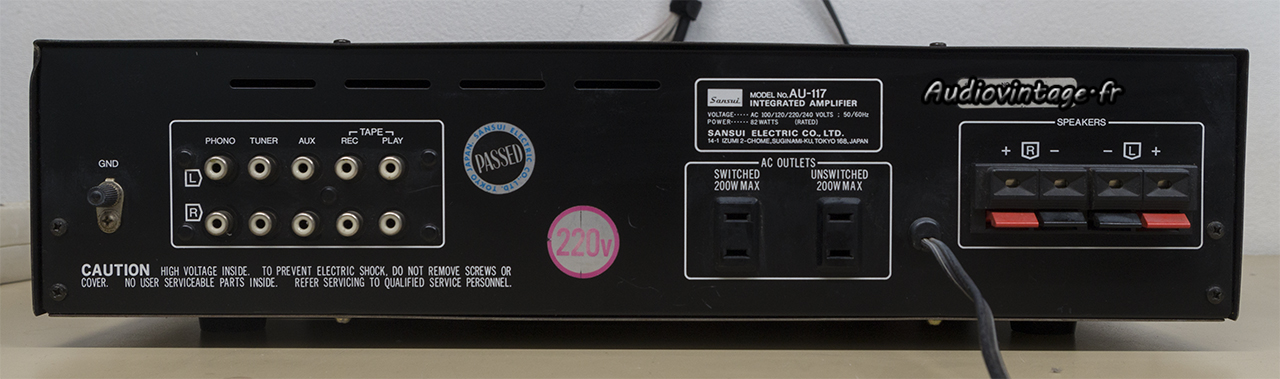 GND
PHONO TUNER AUX REC TAPE PLAY
L
R
SANSUI ELECTRIC CO., LTD. TOKYO JAPAN
PASSED
220v
Sansui
MODEL No. AU-117
INTEGRATED AMPLIFIER
VOLTAGE····· AC 100/120/220/240 VOLTS : 50/60Hz
POWER······ 82 WATTS (RATED)
SANSUI ELECTRIC CO., LTD.
14-1 IZUMI 2-CHOME, SUGINAMI-KU, TOKYO 168, JAPAN
AC OUTLETS
SWITCHED
200W MAX
UNSWITCHED
200W MAX
Audiovintage·fr
SPEAKERS
+ R - - L +
CAUTION HIGH VOLTAGE INSIDE. TO PREVENT ELECTRIC SHOCK, DO NOT REMOVE SCREWS OR
COVER. NO USER SERVICEABLE PARTS INSIDE. REFER SERVICING TO QUALIFIED SERVICE PERSONNEL.